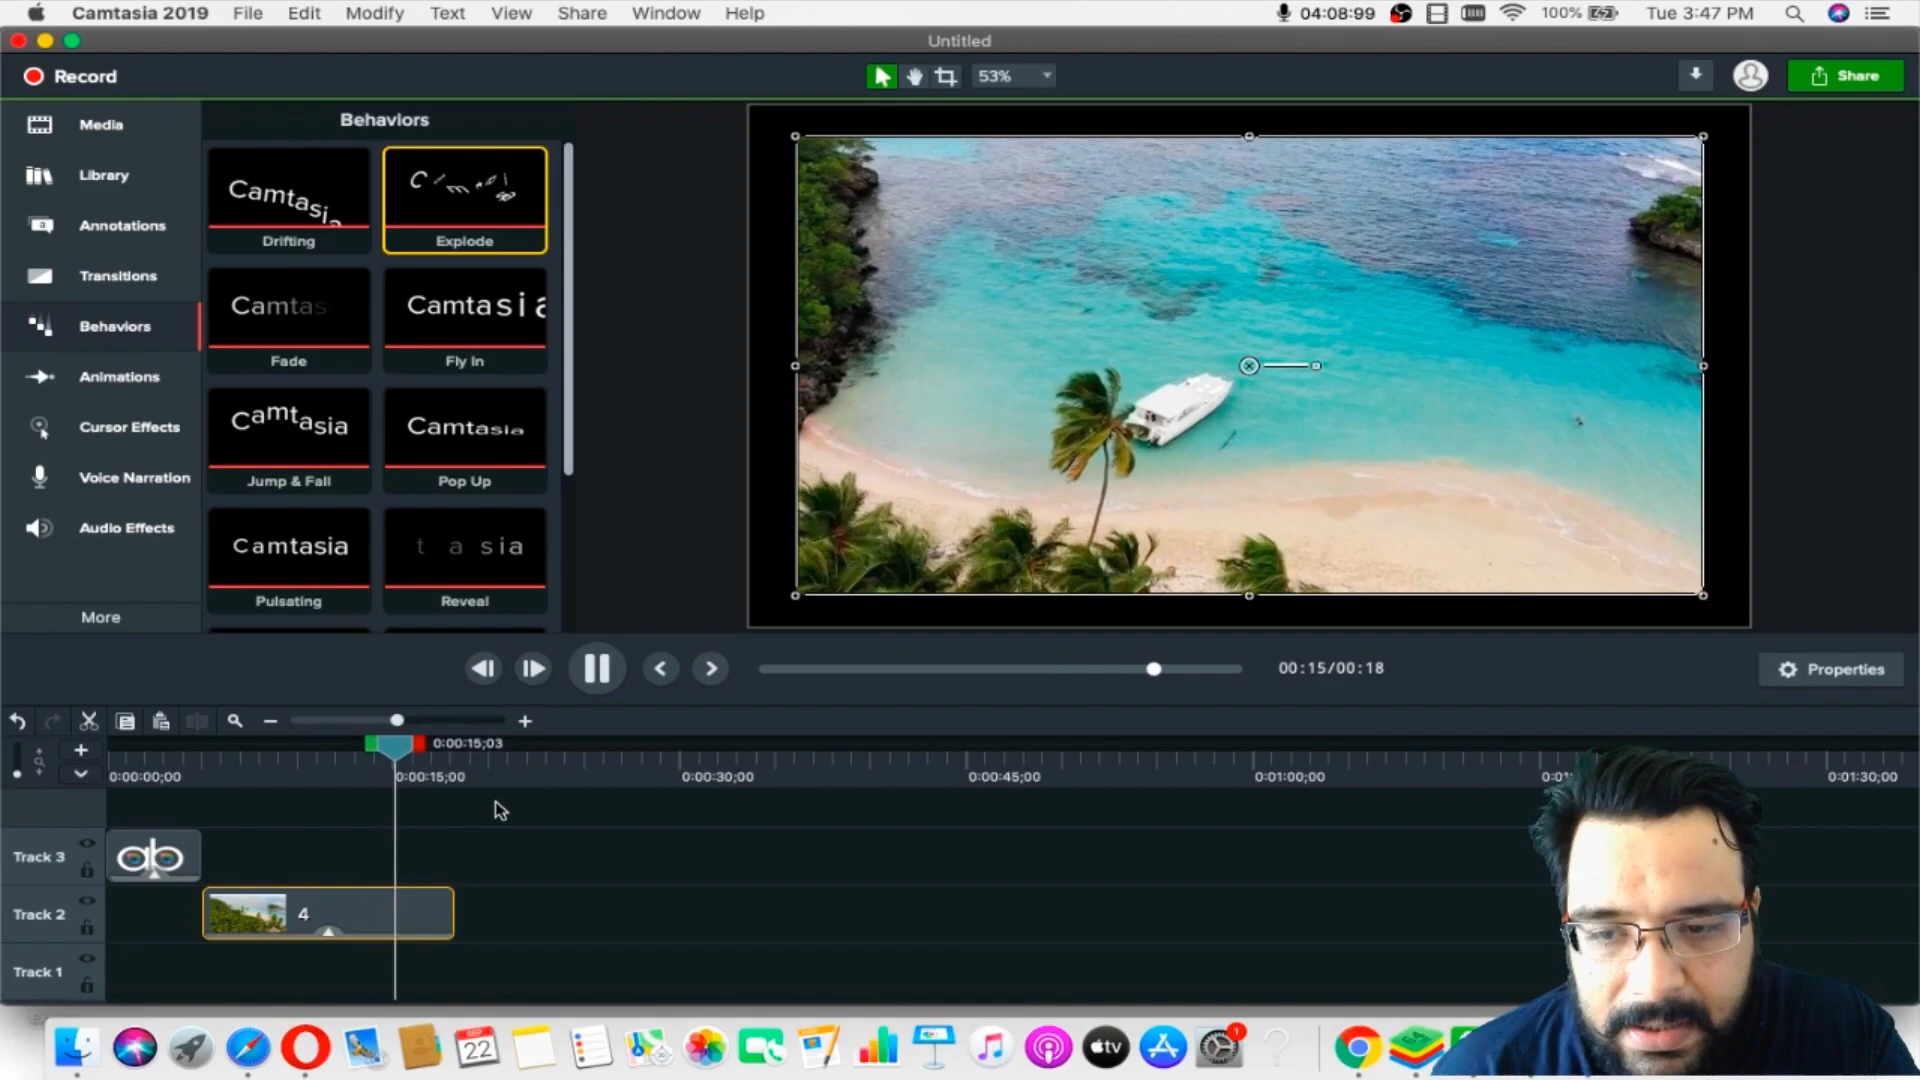 Camtasia 2019 File Edit Modify Text View Share Window Help 04:08:99 100% Tue 3:47 PM
Untitled
Record 53% Share
Media
Library
Annotations
Transitions
Behaviors
Animations
Cursor Effects
Voice Narration
Audio Effects
More
Behaviors
Camtasia
Drifting
Explode
Camtas
Fade
Camtasia
Fly In
Camtasia
Jump & Fall
Camtasia
Pop Up
Camtasia
Pulsating
t a sia
Reveal
00:15/00:18
Properties
0:00:15;03
0:00:00;00 0:00:15;00 0:00:30;00 0:00:45;00 0:01:00;00 0:01:30;00
Track 3
ab
Track 2
4
Track 1
SEP
22
tv
1